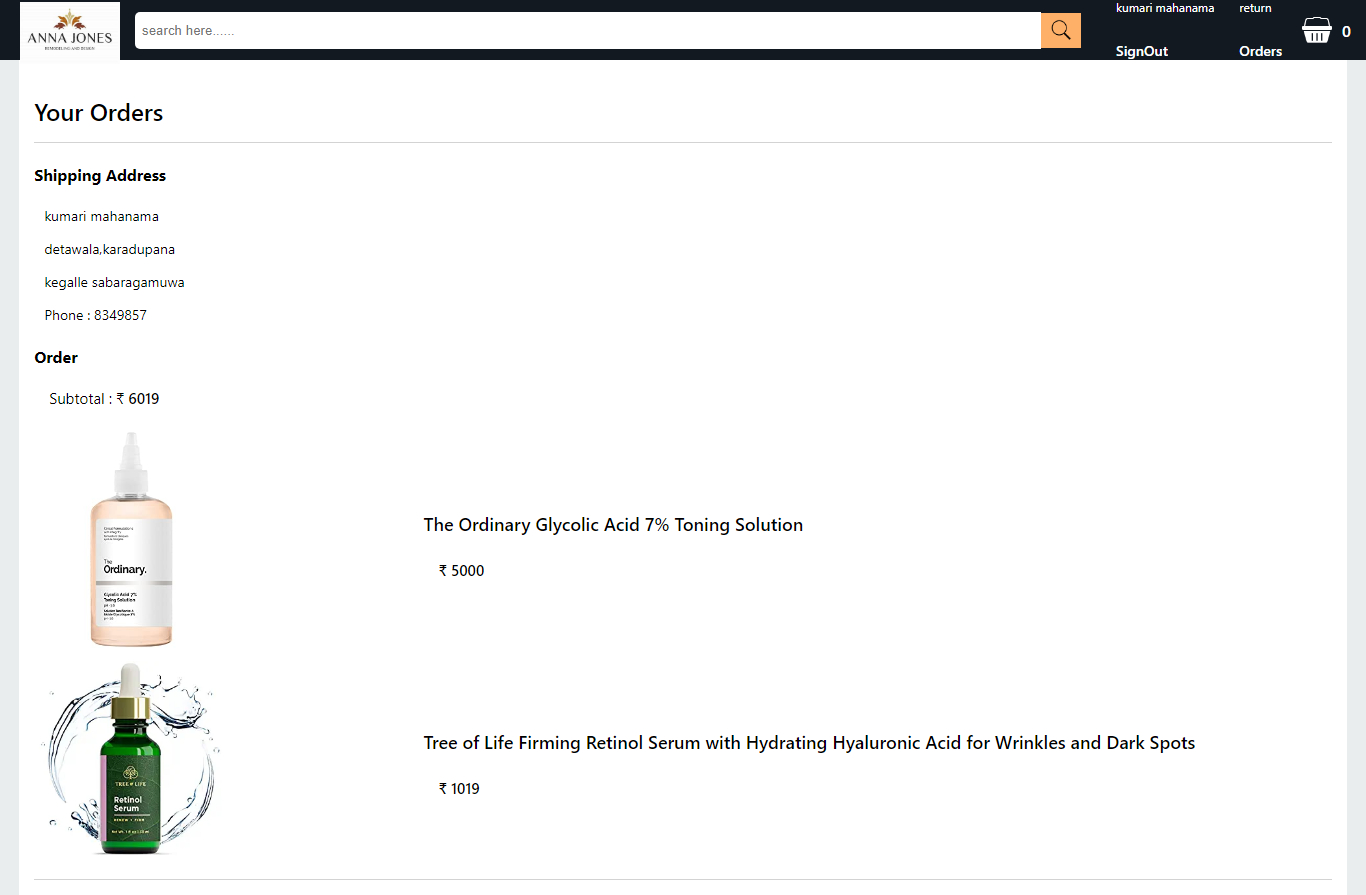 ANNA JONES
REMODELING AND DESIGN
search here......
kumari mahanama
SignOut
return
Orders
0
Your Orders
Shipping Address
kumari mahanama
detawala,karadupana
kegalle sabaragamuwa
Phone : 8349857
Order
Subtotal : ₹ 6019
The
Ordinary.
Glycolic Acid 7%
Toning Solution
The Ordinary Glycolic Acid 7% Toning Solution
₹ 5000
TREE of LIFE
Retinol
Serum
RENEW + FIRM
Tree of Life Firming Retinol Serum with Hydrating Hyaluronic Acid for Wrinkles and Dark Spots
₹ 1019